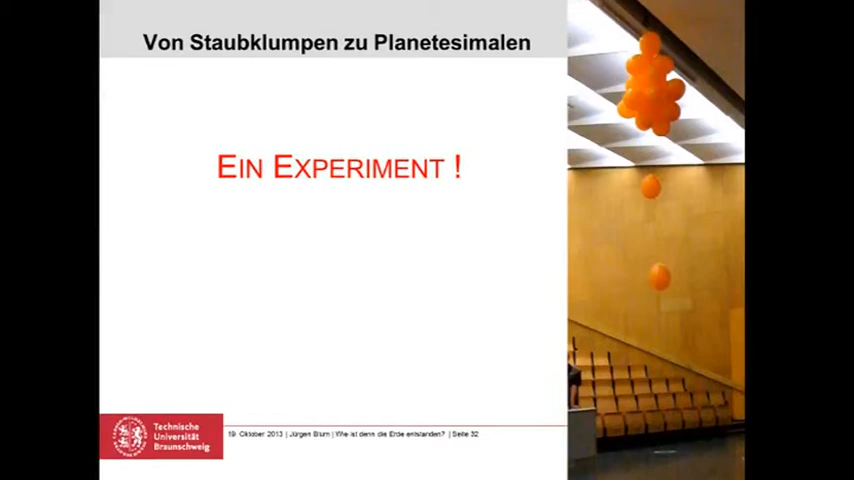 Von Staubklumpen zu Planetesimalen
EIN EXPERIMENT !
Technische
Universität
Braunschweig
19. Oktober 2013 | Jürgen Blum | Wie ist denn die Erde entstanden? | Seite 32